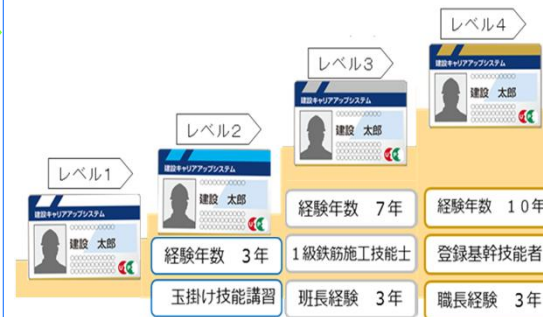 レベル1
建設キャリアアップシステム
建設 太郎
レベル2
建設キャリアアップシステム
建設 太郎
経験年数 3年
玉掛け技能講習
レベル3
建設キャリアアップシステム
建設 太郎
経験年数 7年
1級鉄筋施工技能士
班長経験 3年
レベル4
建設キャリアアップシステム
建設 太郎
経験年数 10年
登録基幹技能者
職長経験 3年